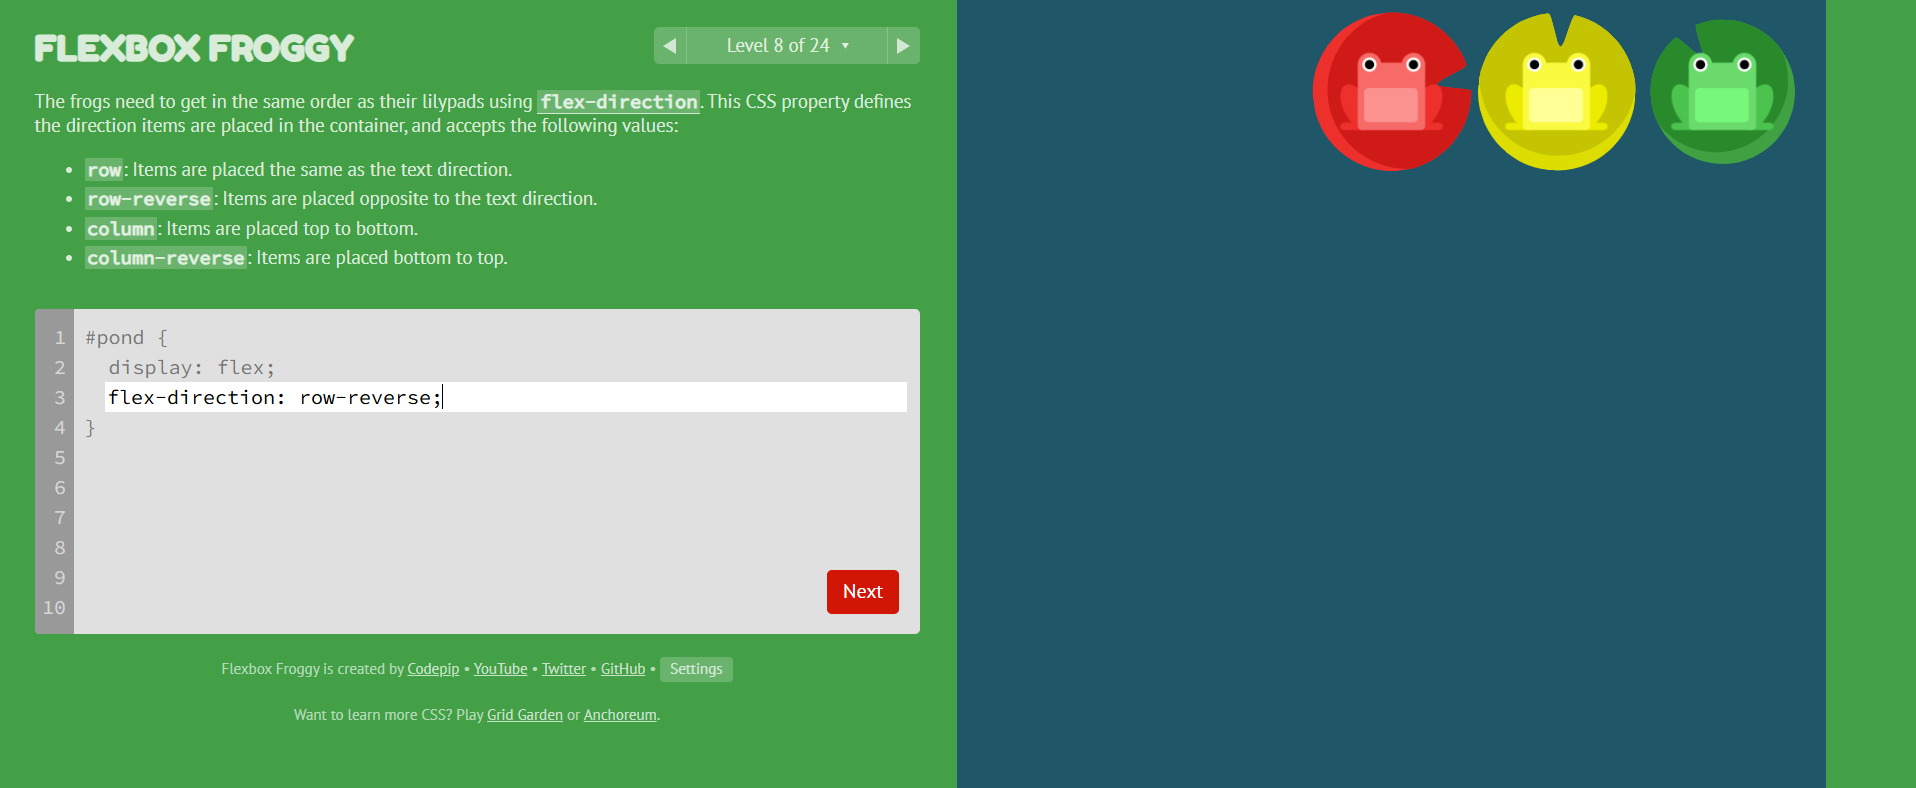 FLEXBOX FROGGY
Level 8 of 24
The frogs need to get in the same order as their lilypads using flex-direction. This CSS property defines
the direction items are placed in the container, and accepts the following values:
• row: Items are placed the same as the text direction.
• row-reverse: Items are placed opposite to the text direction.
• column: Items are placed top to bottom.
• column-reverse: Items are placed bottom to top.
1 #pond {
2 display: flex;
3 flex-direction: row-reverse;
4 }
5
6
7
8
9
10
Next
Flexbox Froggy is created by Codepip • YouTube • Twitter • GitHub • Settings
Want to learn more CSS? Play Grid Garden or Anchoreum.